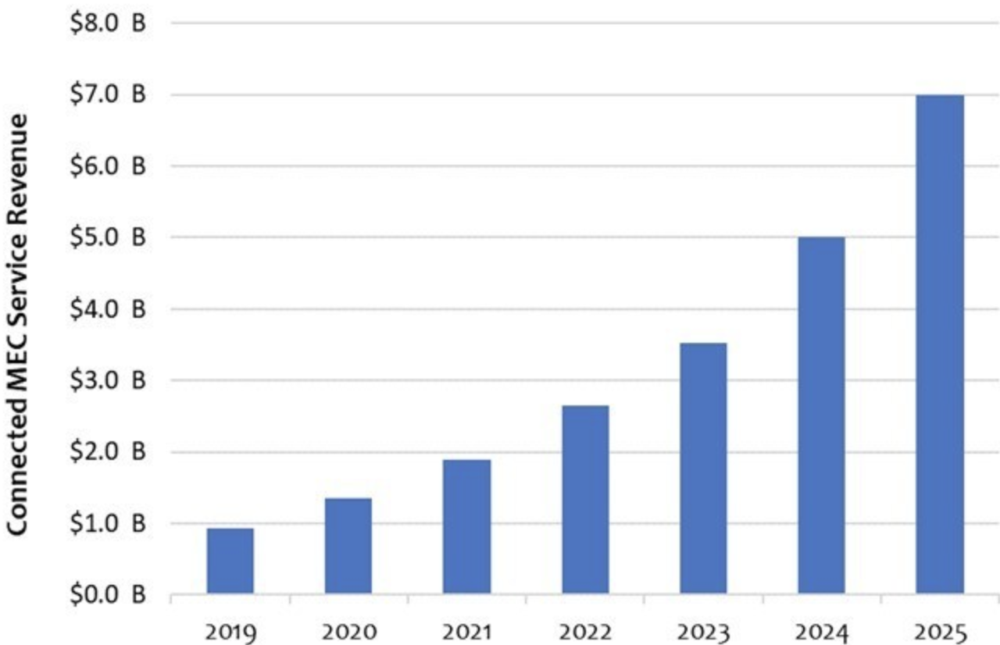 Connected MEC Service Revenue
$8.0 B
$7.0 B
$6.0 B
$5.0 B
$4.0 B
$3.0 B
$2.0 B
$1.0 B
$0.0 B
2019 2020 2021 2022 2023 2024 2025